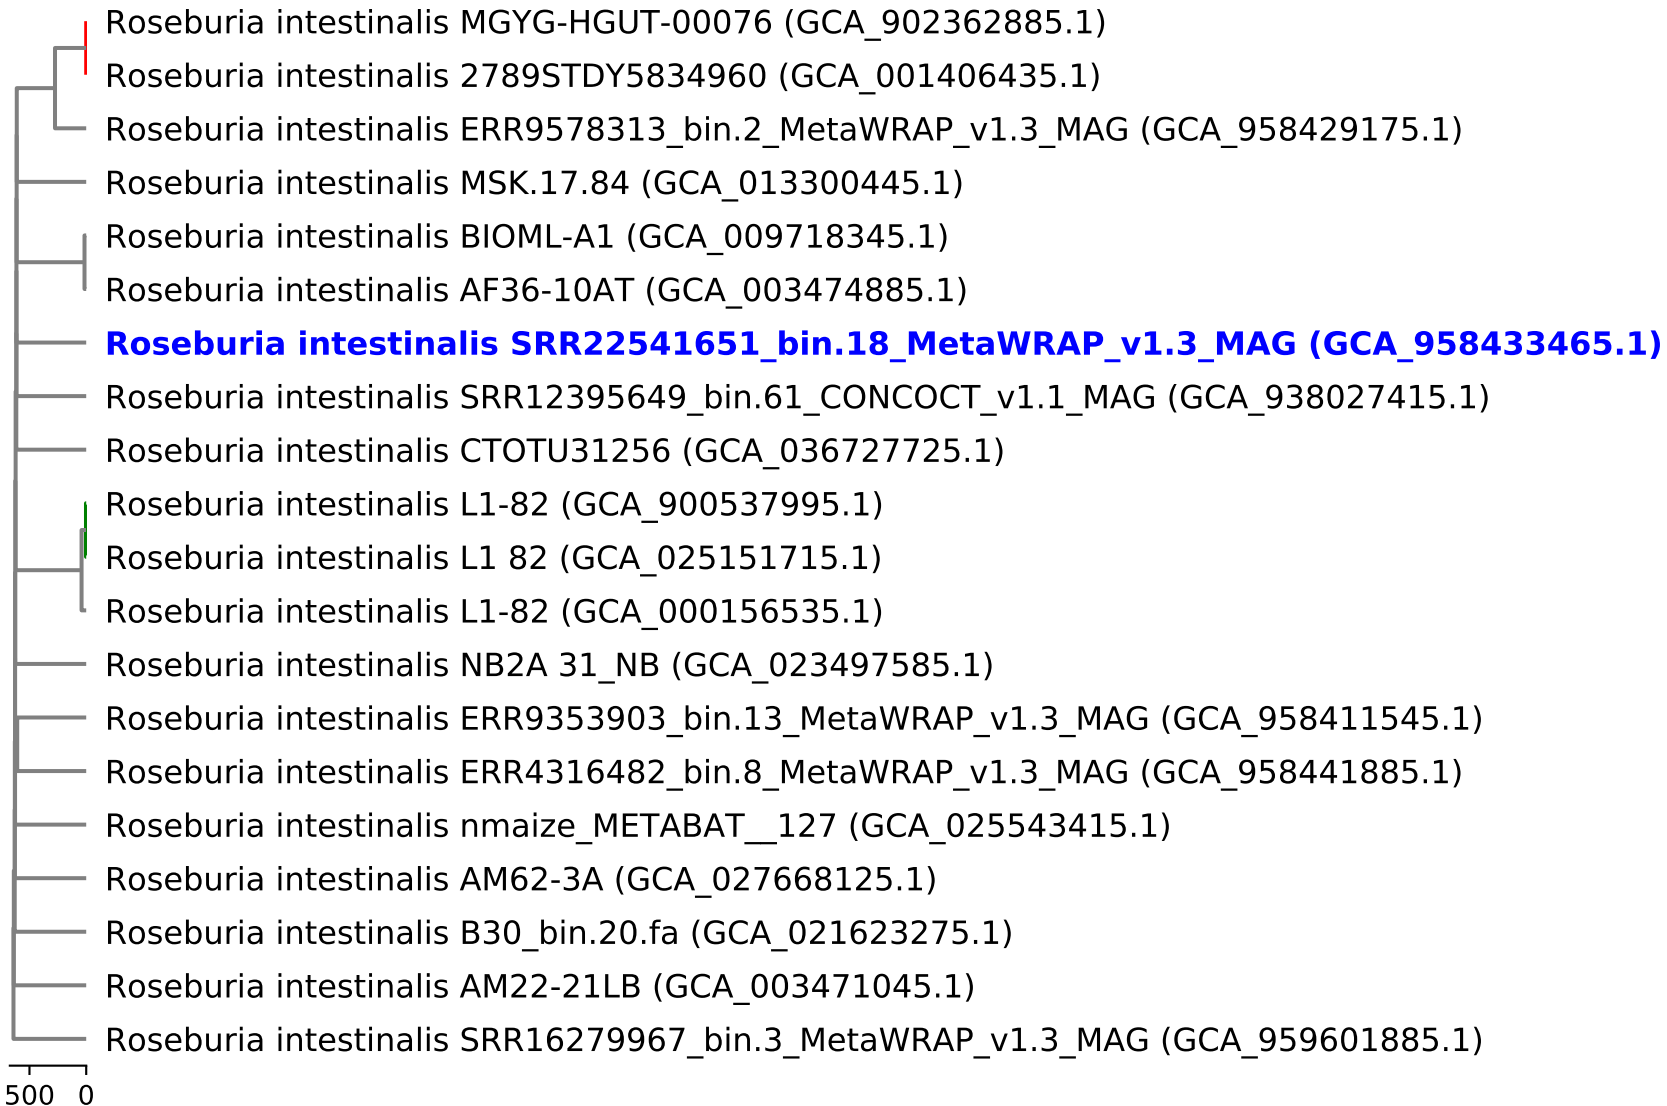 Roseburia intestinalis MGYG-HGUT-00076 (GCA_902362885.1)
Roseburia intestinalis 2789STDY5834960 (GCA_001406435.1)
Roseburia intestinalis ERR9578313_bin.2_MetaWRAP_v1.3_MAG (GCA_958429175.1)
Roseburia intestinalis MSK.17.84 (GCA_013300445.1)
Roseburia intestinalis BIOML-A1 (GCA_009718345.1)
Roseburia intestinalis AF36-10AT (GCA_003474885.1)
Roseburia intestinalis SRR22541651_bin.18_MetaWRAP_v1.3_MAG (GCA_958433465.1)
Roseburia intestinalis SRR12395649_bin.61_CONCOCT_v1.1_MAG (GCA_938027415.1)
Roseburia intestinalis CTOTU31256 (GCA_036727725.1)
Roseburia intestinalis L1-82 (GCA_900537995.1)
Roseburia intestinalis L1 82 (GCA_025151715.1)
Roseburia intestinalis L1-82 (GCA_000156535.1)
Roseburia intestinalis NB2A 31_NB (GCA_023497585.1)
Roseburia intestinalis ERR9353903_bin.13_MetaWRAP_v1.3_MAG (GCA_958411545.1)
Roseburia intestinalis ERR4316482_bin.8_MetaWRAP_v1.3_MAG (GCA_958441885.1)
Roseburia intestinalis nmaize_METABAT__127 (GCA_025543415.1)
Roseburia intestinalis AM62-3A (GCA_027668125.1)
Roseburia intestinalis B30_bin.20.fa (GCA_021623275.1)
Roseburia intestinalis AM22-21LB (GCA_003471045.1)
Roseburia intestinalis SRR16279967_bin.3_MetaWRAP_v1.3_MAG (GCA_959601885.1)
500 0